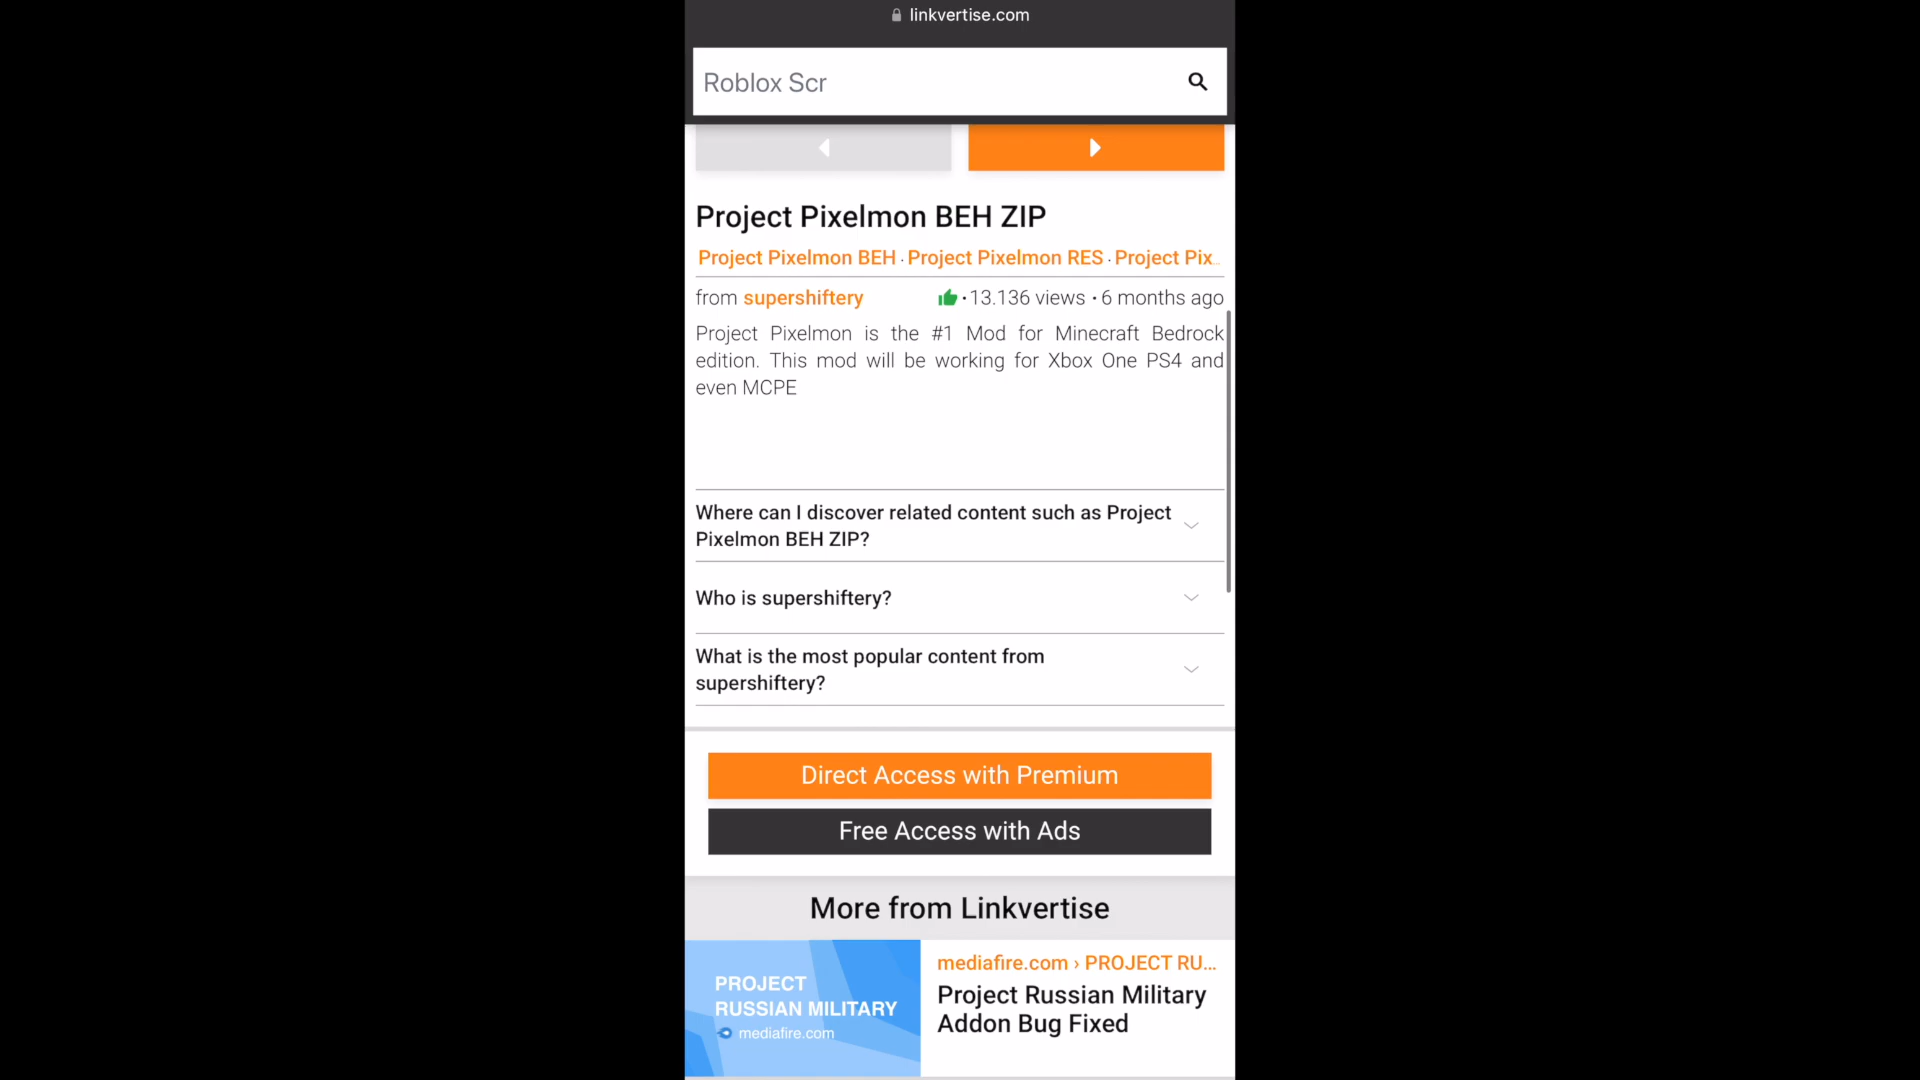 linkvertise.com
Roblox Scr
Project Pixelmon BEH ZIP
Project Pixelmon BEH · Project Pixelmon RES · Project Pix...
from supershiftery · 13.136 views · 6 months ago
Project Pixelmon is the #1 Mod for Minecraft Bedrock
edition. This mod will be working for Xbox One PS4 and
even MCPE
Where can I discover related content such as Project
Pixelmon BEH ZIP?
Who is supershiftery?
What is the most popular content from
supershiftery?
Direct Access with Premium
Free Access with Ads
More from Linkvertise
PROJECT
RUSSIAN MILITARY
mediafire.com
mediafire.com › PROJECT RU...
Project Russian Military
Addon Bug Fixed